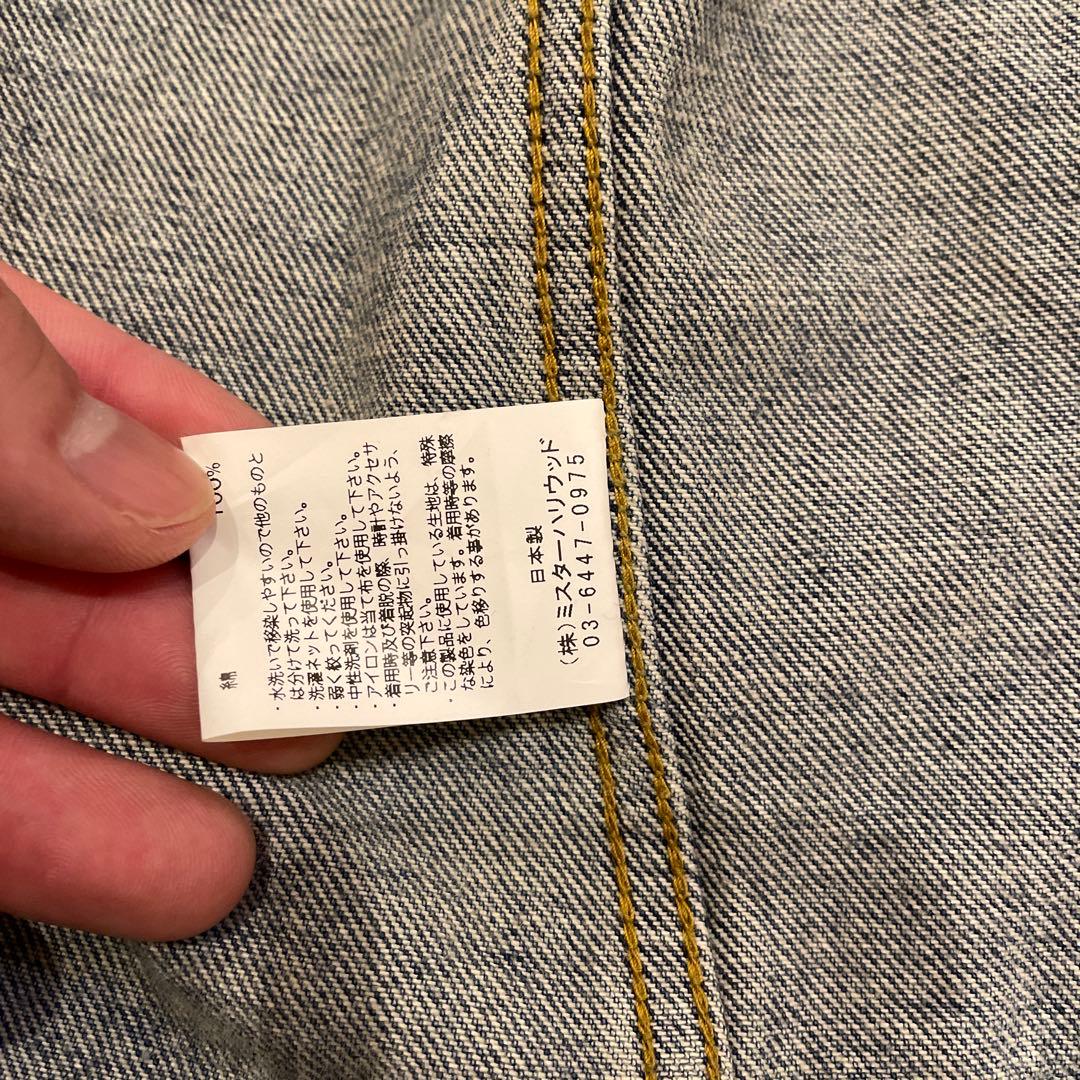 綿 100%
・水洗いで移染しやすいので他のものと
は分けて洗って下さい。
・洗濯ネットを使用して下さい。
・弱く絞ってください。
・中性洗剤を使用して下さい。
・アイロンは当て布を使用して下さい。
・着用時及び着脱の際、時計やアクセサ
リー等の突起物に引っ掛けないよう、
ご注意下さい。
・この製品に使用している生地は、特殊
な染色をしています。着用時等の摩擦
により、色移りする事があります。
日本製
(株)ミスターハリウッド
03-6447-0975